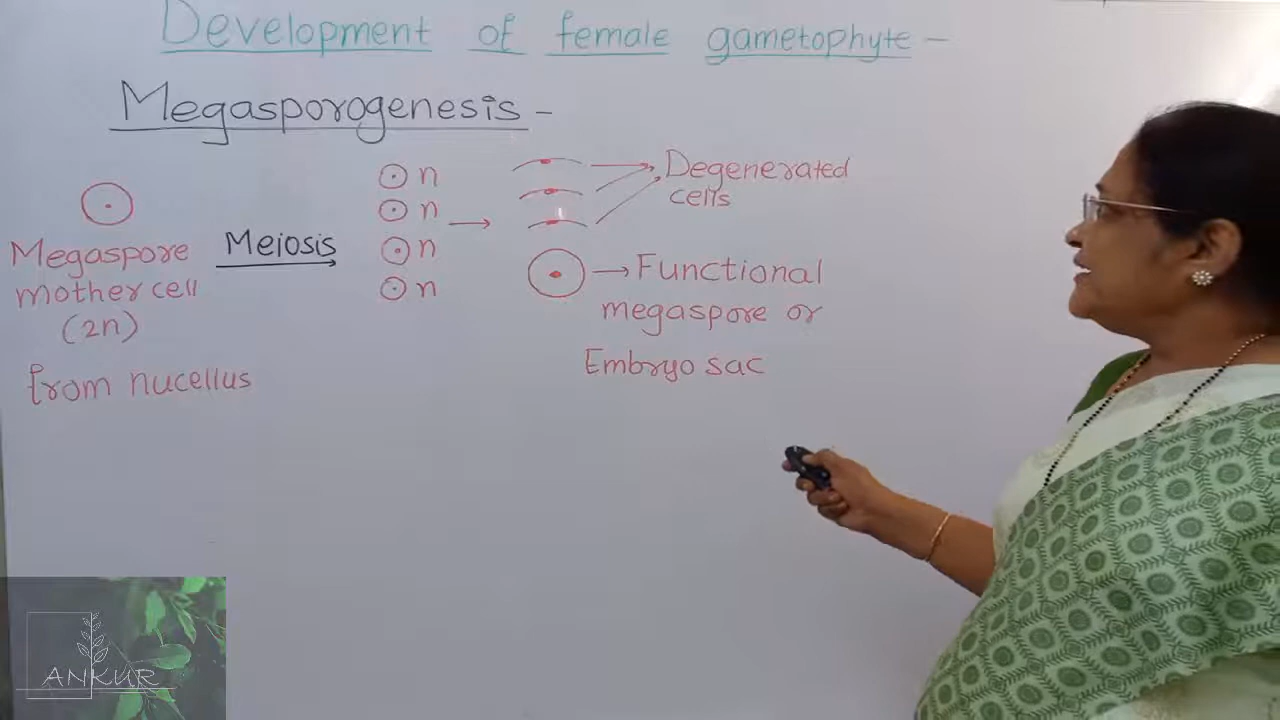 Development of female gametophyte -
Megasporogenesis -
Megaspore
mother cell
(2n)
from nucellus
Meiosis
n
n
n
n
Degenerated
cells
Functional
megaspore or
Embryo sac
ANKUR